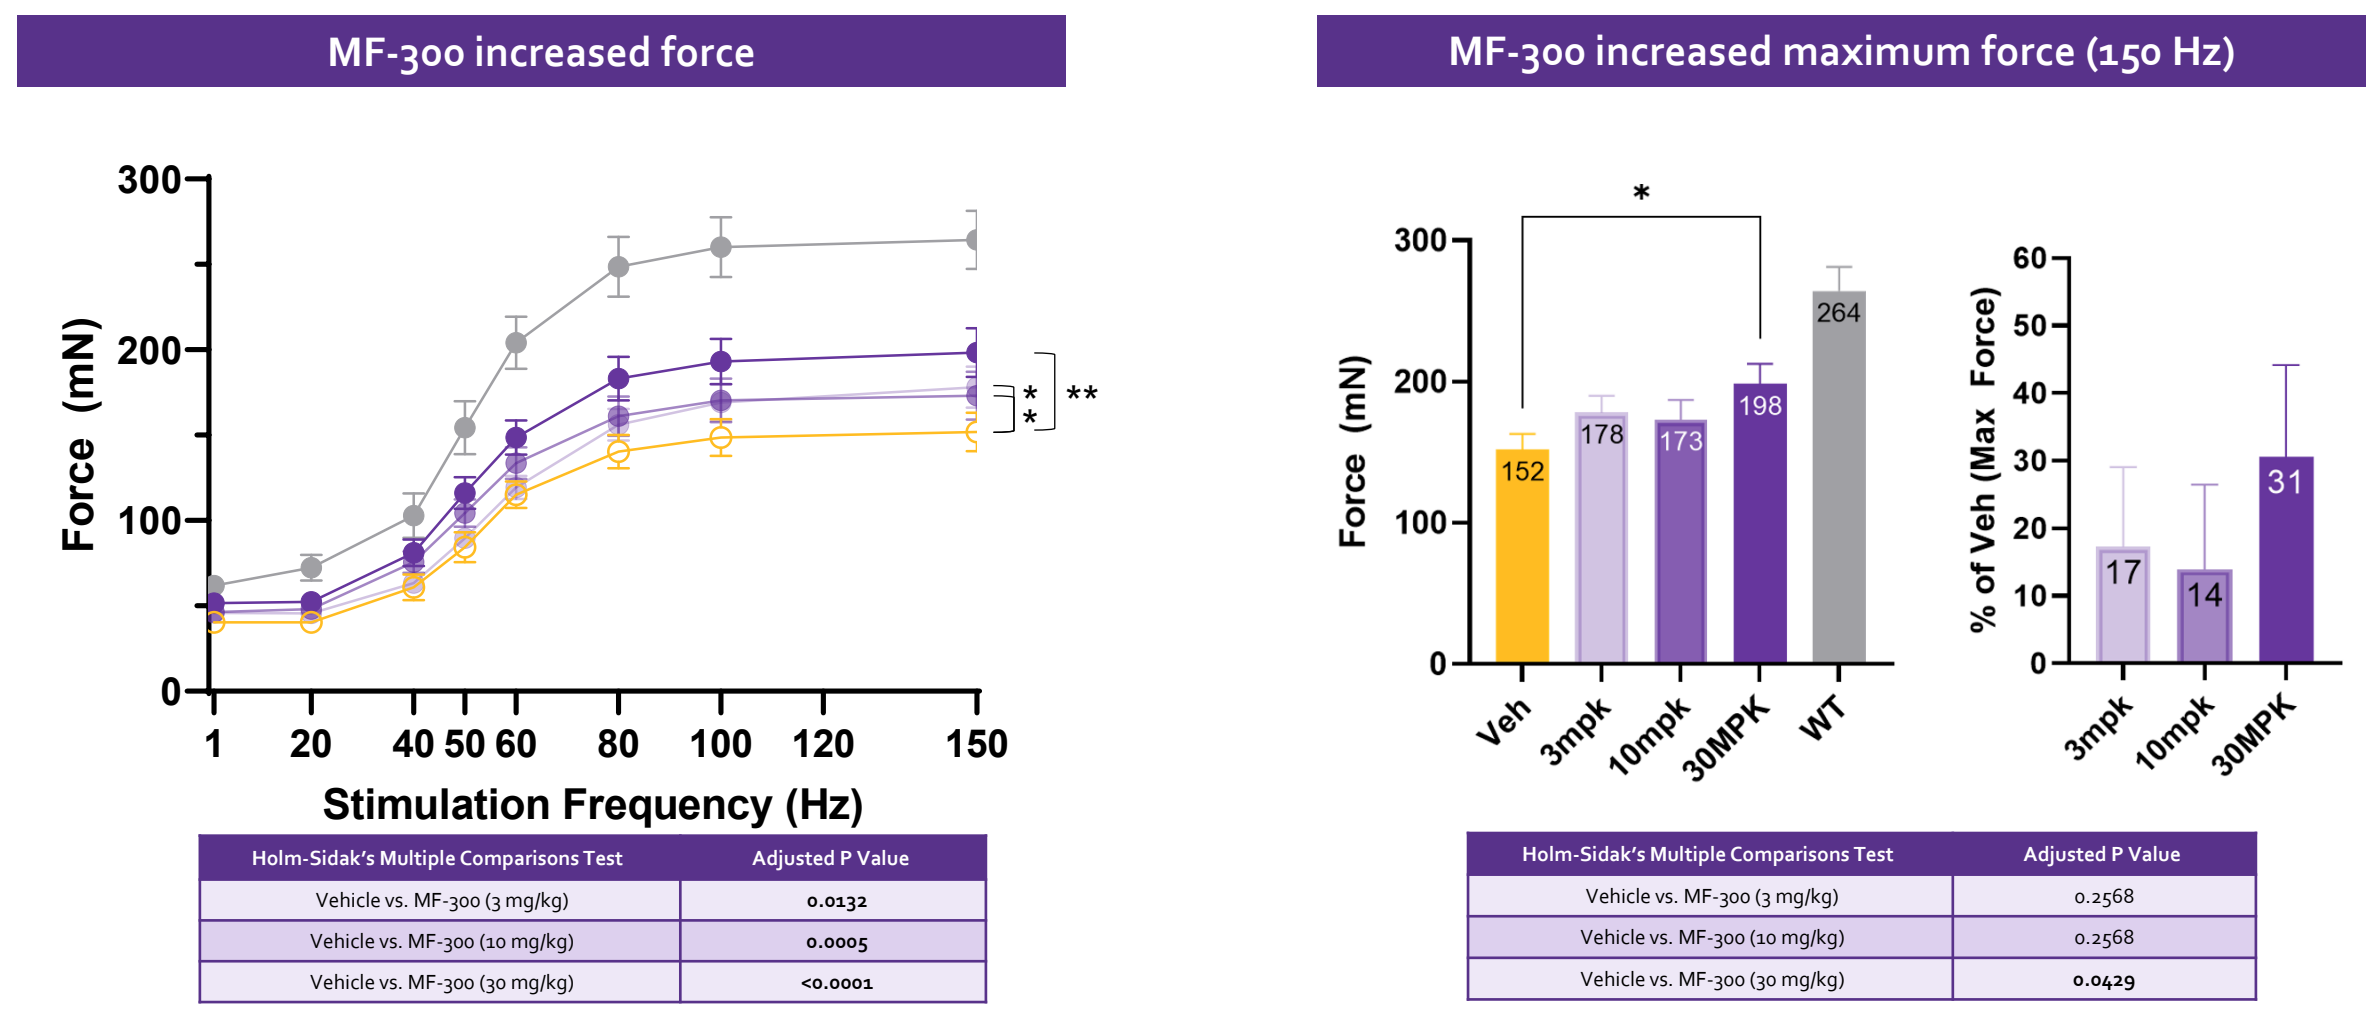 MF-300 increased force
300
200
100
0
Force (mN)
*
*
**
1 20 40 50 60 80 100 120 150
Stimulation Frequency (Hz)
Holm-Sidak's Multiple Comparisons Test Adjusted P Value
Vehicle vs. MF-300 (3 mg/kg) 0.0132
Vehicle vs. MF-300 (10 mg/kg) 0.0005
Vehicle vs. MF-300 (30 mg/kg) <0.0001
MF-300 increased maximum force (150 Hz)
*
300
200
100
0
Force (mN)
152
178
173
198
264
Veh 3mpk 10mpk 30MPK WT
60
50
40
30
20
10
0
% of Veh (Max Force)
17
14
31
3mpk 10mpk 30MPK
Holm-Sidak's Multiple Comparisons Test Adjusted P Value
Vehicle vs. MF-300 (3 mg/kg) 0.2568
Vehicle vs. MF-300 (10 mg/kg) 0.2568
Vehicle vs. MF-300 (30 mg/kg) 0.0429